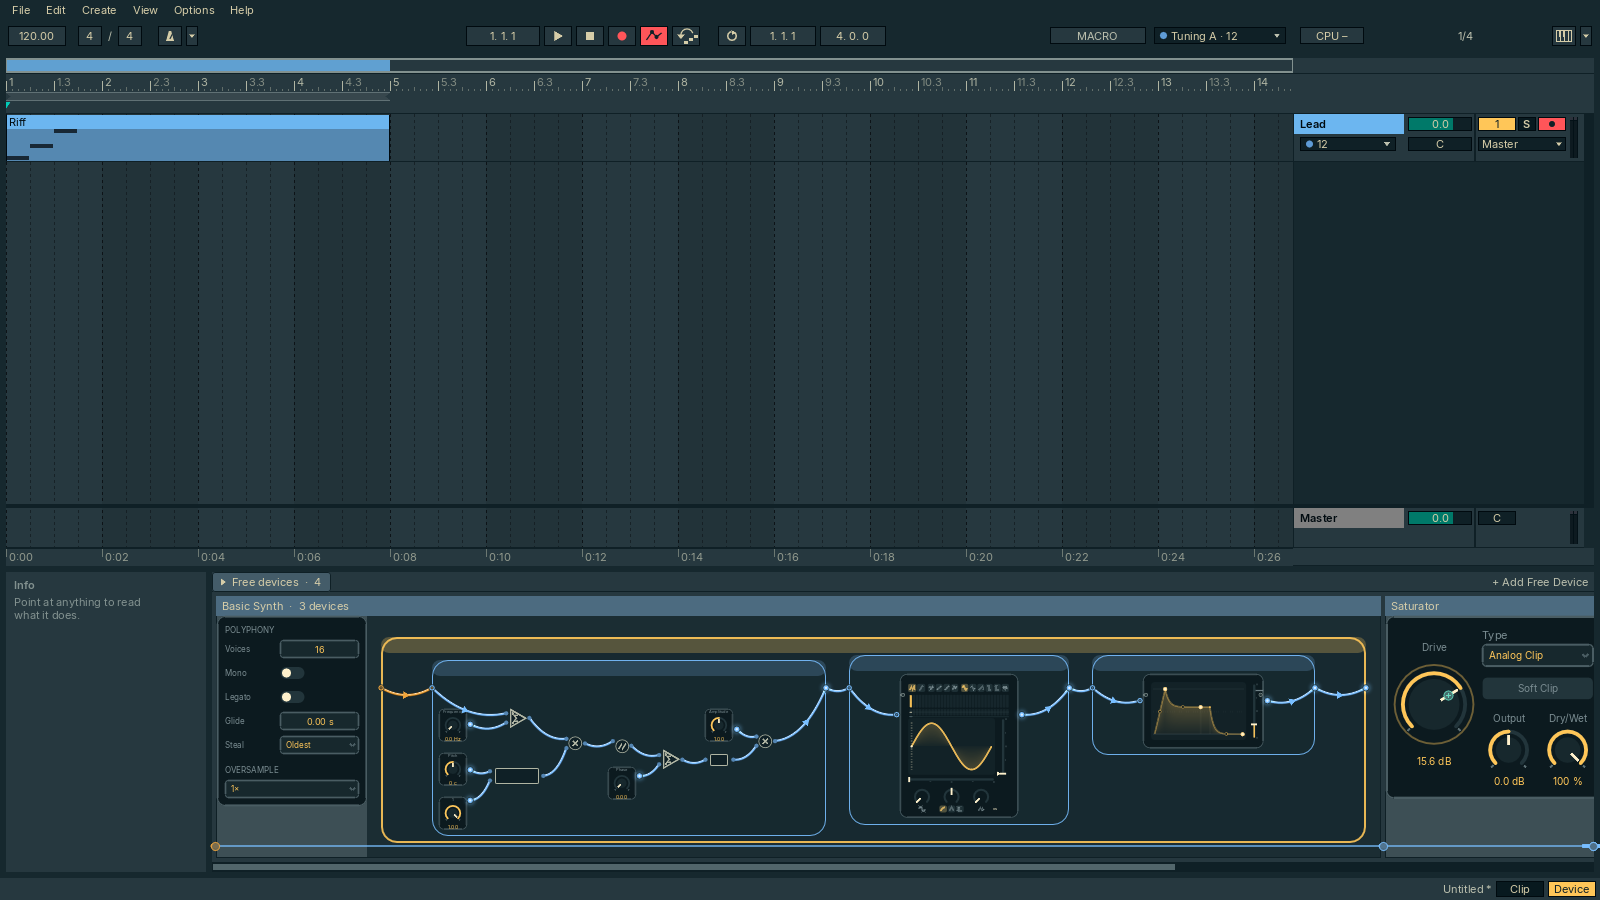 File Edit Create View Options Help
120.00 4 / 4 1. 1. 1 1. 1. 1 4. 0. 0 MACRO Tuning A · 12 CPU – 1/4
1 1.3 2 2.3 3 3.3 4 4.3 5 5.3 6 6.3 7 7.3 8 8.3 9 9.3 10 10.3 11 11.3 12 12.3 13 13.3 14
Riff
Lead 0.0 1 S
12 C Master
Master 0.0 C
0:00 0:02 0:04 0:06 0:08 0:10 0:12 0:14 0:16 0:18 0:20 0:22 0:24 0:26
Info
Point at anything to read
what it does.
Free devices · 4
+ Add Free Device
Basic Synth · 3 devices
Saturator
POLYPHONY
Voices 16
Mono
Legato
Glide 0.00 s
Steal Oldest
OVERSAMPLE
1×
Drive
15.6 dB
Type
Analog Clip
Soft Clip
Output Dry/Wet
0.0 dB 100 %
Untitled * Clip Device